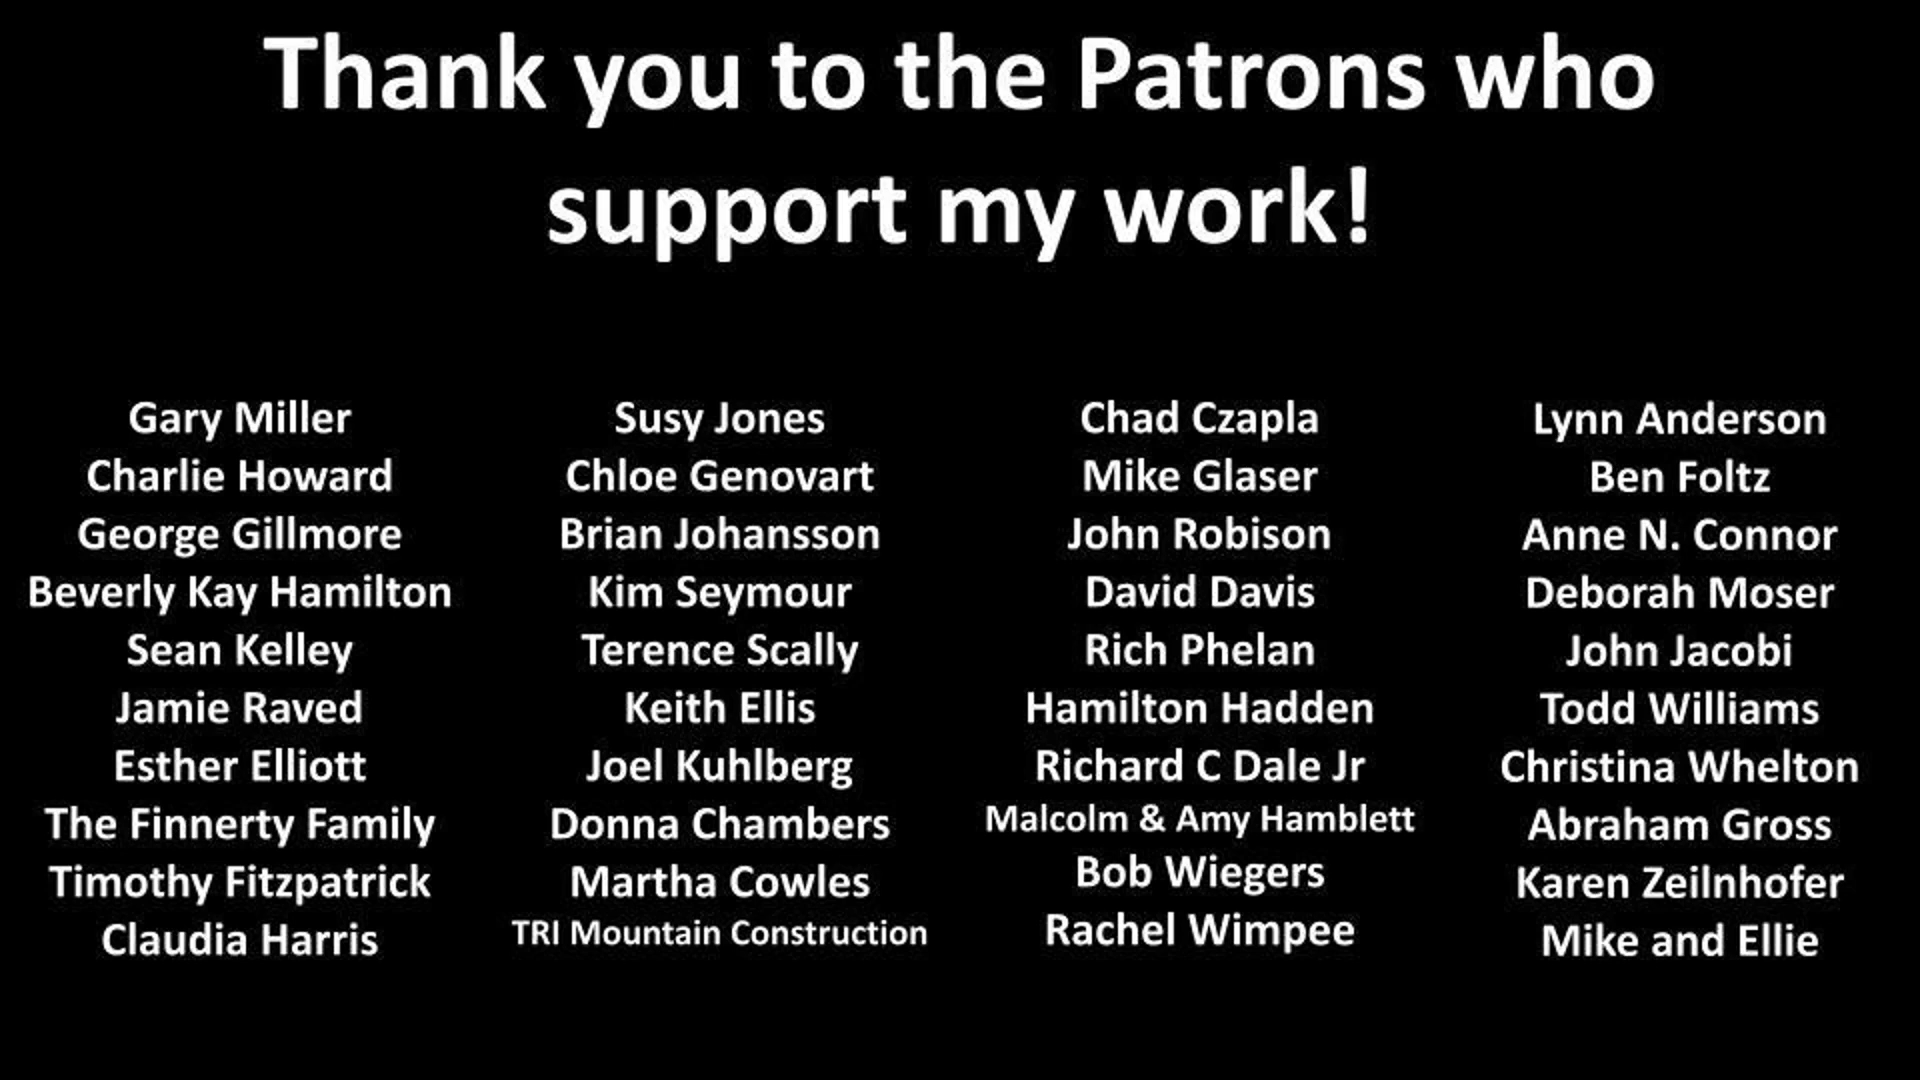 Thank you to the Patrons who
support my work!
Gary Miller
Charlie Howard
George Gillmore
Beverly Kay Hamilton
Sean Kelley
Jamie Raved
Esther Elliott
The Finnerty Family
Timothy Fitzpatrick
Claudia Harris
Susy Jones
Chloe Genovart
Brian Johansson
Kim Seymour
Terence Scally
Keith Ellis
Joel Kuhlberg
Donna Chambers
Martha Cowles
TRI Mountain Construction
Chad Czapla
Mike Glaser
John Robison
David Davis
Rich Phelan
Hamilton Hadden
Richard C Dale Jr
Malcolm & Amy Hamblett
Bob Wiegers
Rachel Wimpee
Lynn Anderson
Ben Foltz
Anne N. Connor
Deborah Moser
John Jacobi
Todd Williams
Christina Whelton
Abraham Gross
Karen Zeilnhofer
Mike and Ellie